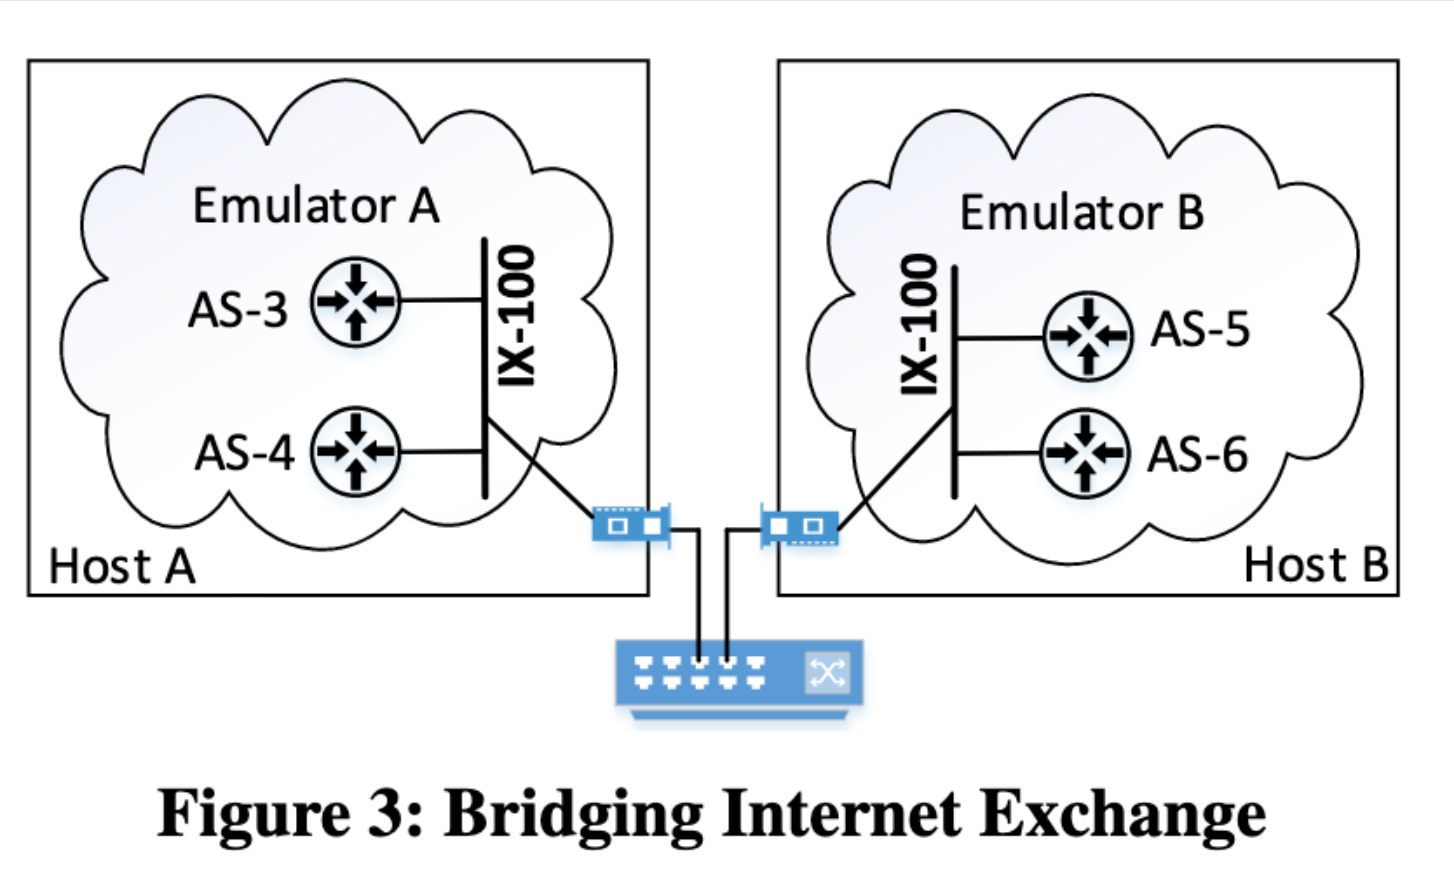 Emulator A
AS-3
IX-100
AS-4
Host A
Emulator B
IX-100
AS-5
AS-6
Host B
Figure 3: Bridging Internet Exchange